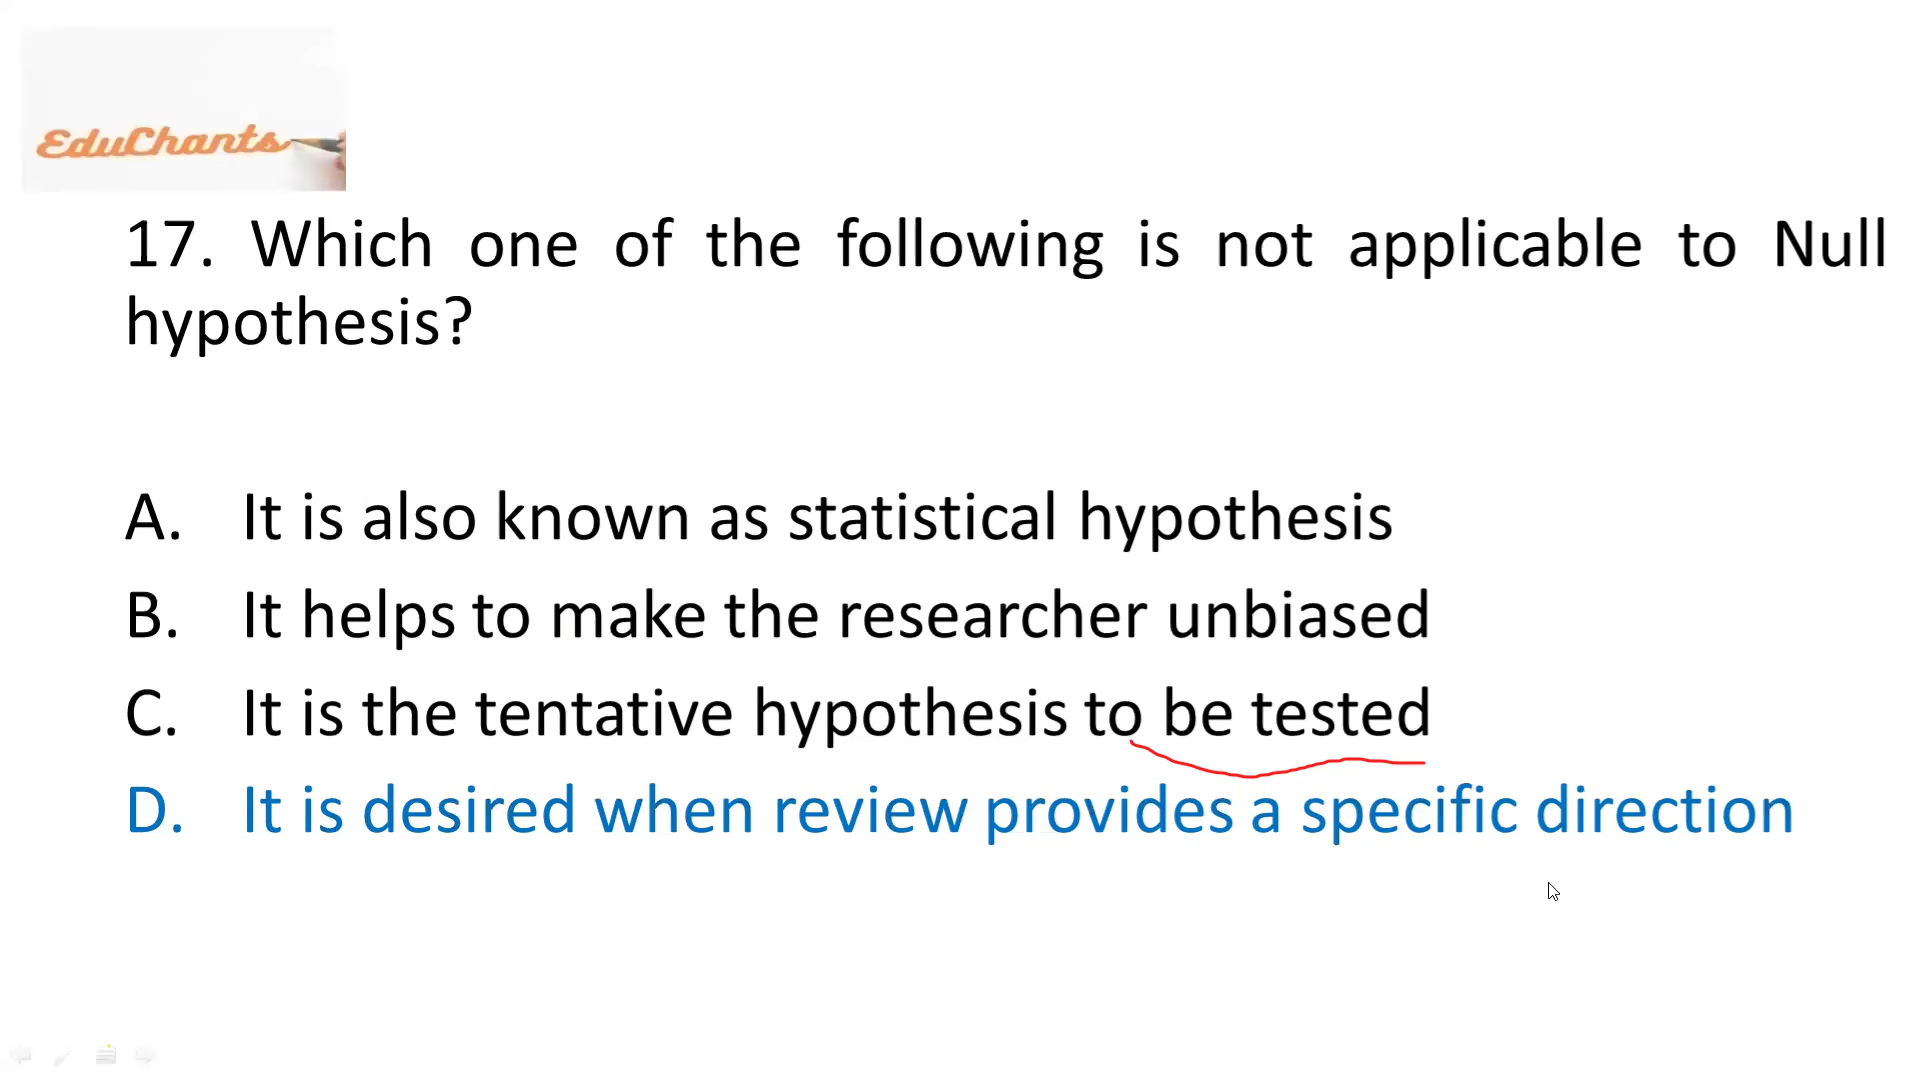 EduChants
17. Which one of the following is not applicable to Null
hypothesis?
A. It is also known as statistical hypothesis
B. It helps to make the researcher unbiased
C. It is the tentative hypothesis to be tested
D. It is desired when review provides a specific direction